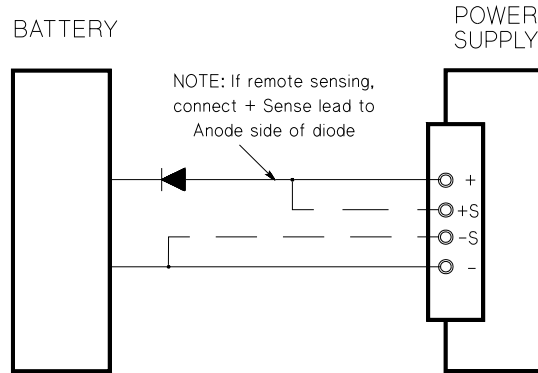 BATTERY
POWER
SUPPLY
NOTE: If remote sensing,
connect + Sense lead to
Anode side of diode
+
+S
-S
-